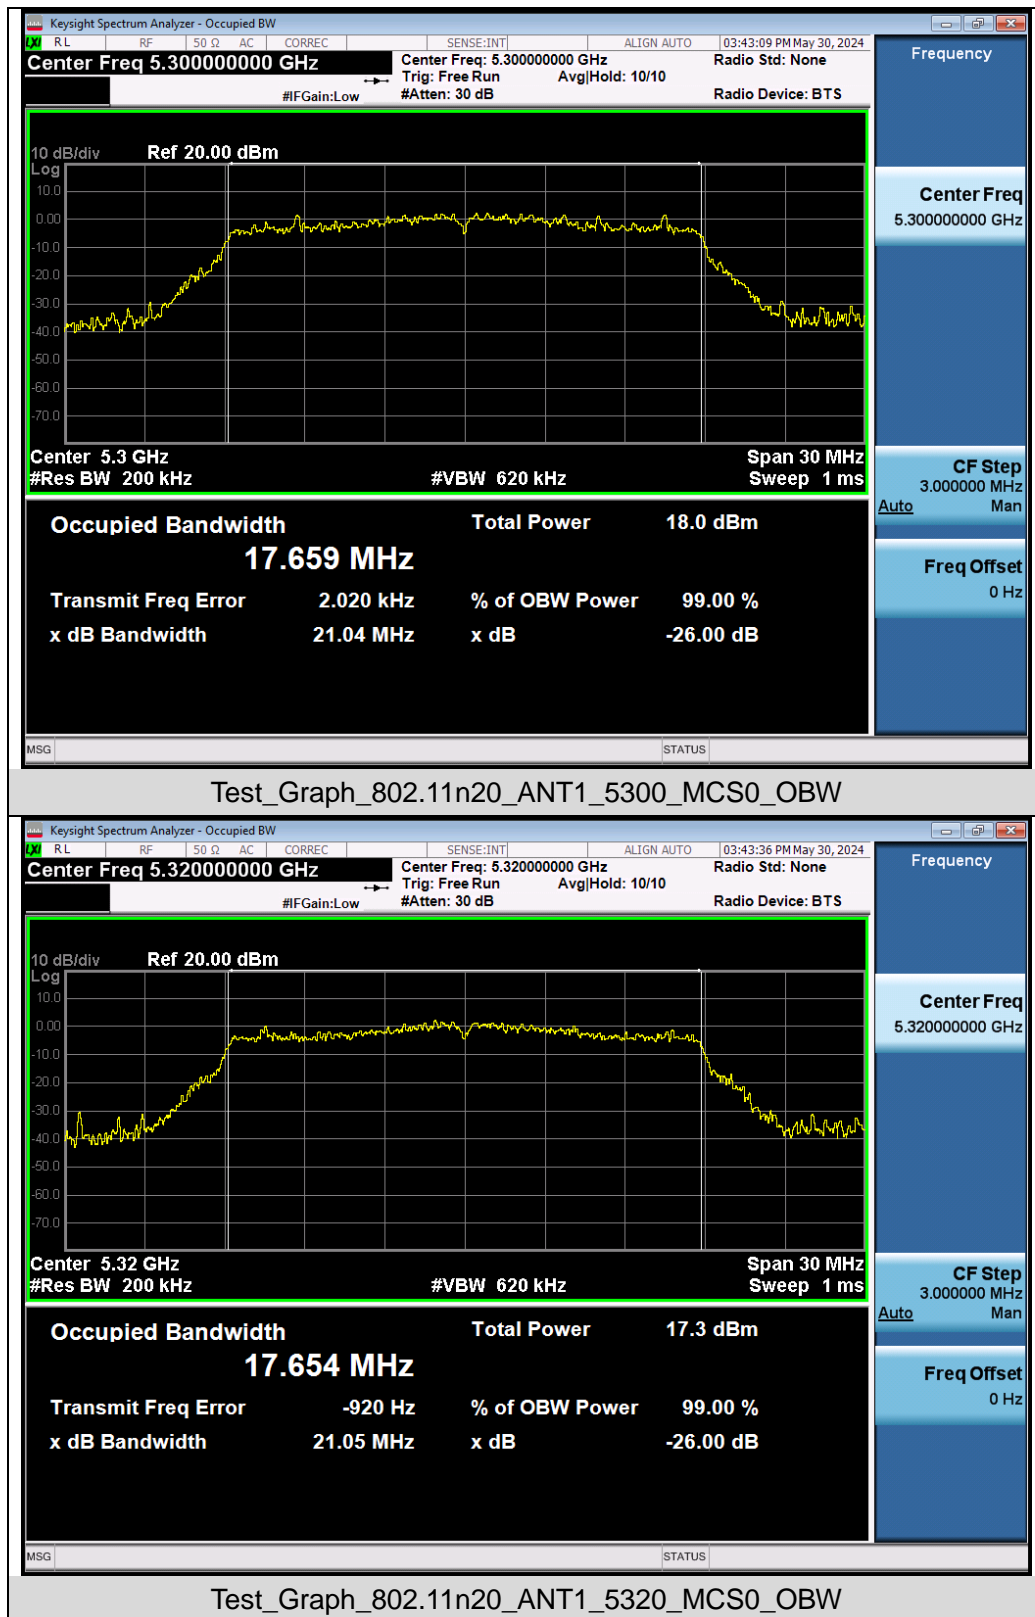 Keysight Spectrum Analyzer - Occupied BW
LXI RL RF 50 Ω AC CORREC SENSE:INT ALIGN AUTO 03:43:09 PM May 30, 2024
Center Freq 5.300000000 GHz
Center Freq: 5.300000000 GHz
Radio Std: None
Trig: Free Run Avg|Hold: 10/10
#IFGain:Low
#Atten: 30 dB
Radio Device: BTS
10 dB/div Ref 20.00 dBm
Log
10.0
0.00
-10.0
-20.0
-30.0
-40.0
-50.0
-60.0
-70.0
Center 5.3 GHz
Span 30 MHz
#Res BW 200 kHz
#VBW 620 kHz
Sweep 1 ms
Occupied Bandwidth
Total Power 18.0 dBm
17.659 MHz
Transmit Freq Error 2.020 kHz
% of OBW Power 99.00 %
x dB Bandwidth 21.04 MHz
x dB -26.00 dB
MSG
STATUS
Frequency
Center Freq
5.300000000 GHz
CF Step
3.000000 MHz
Auto Man
Freq Offset
0 Hz
Test_Graph_802.11n20_ANT1_5300_MCS0_OBW
Keysight Spectrum Analyzer - Occupied BW
LXI RL RF 50 Ω AC CORREC SENSE:INT ALIGN AUTO 03:43:36 PM May 30, 2024
Center Freq 5.320000000 GHz
Center Freq: 5.320000000 GHz
Radio Std: None
Trig: Free Run Avg|Hold: 10/10
#IFGain:Low
#Atten: 30 dB
Radio Device: BTS
10 dB/div Ref 20.00 dBm
Log
10.0
0.00
-10.0
-20.0
-30.0
-40.0
-50.0
-60.0
-70.0
Center 5.32 GHz
Span 30 MHz
#Res BW 200 kHz
#VBW 620 kHz
Sweep 1 ms
Occupied Bandwidth
Total Power 17.3 dBm
17.654 MHz
Transmit Freq Error -920 Hz
% of OBW Power 99.00 %
x dB Bandwidth 21.05 MHz
x dB -26.00 dB
MSG
STATUS
Frequency
Center Freq
5.320000000 GHz
CF Step
3.000000 MHz
Auto Man
Freq Offset
0 Hz
Test_Graph_802.11n20_ANT1_5320_MCS0_OBW